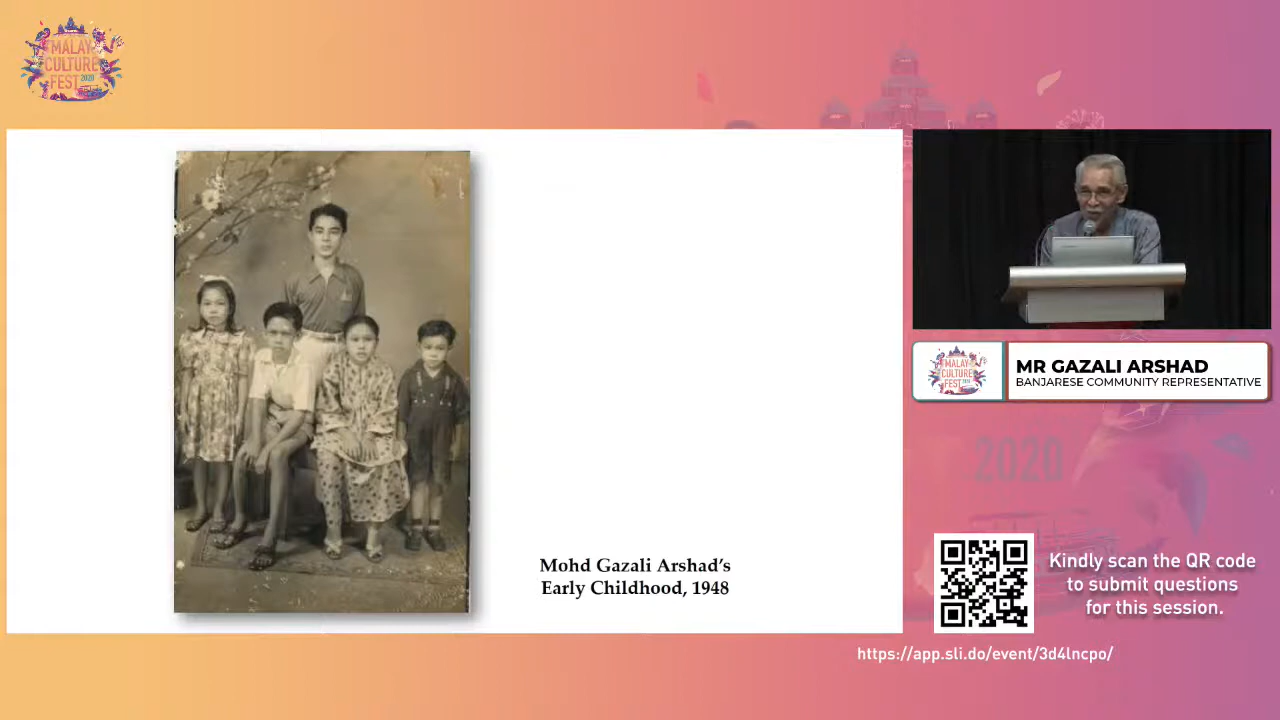 MALAY
CULTURE
FEST 2020
Mohd Gazali Arshad's
Early Childhood, 1948
MALAY
CULTURE
FEST
MR GAZALI ARSHAD
BANJARESE COMMUNITY REPRESENTATIVE
2020
Kindly scan the QR code
to submit questions
for this session.
https://app.sli.do/event/3d4lncpo/